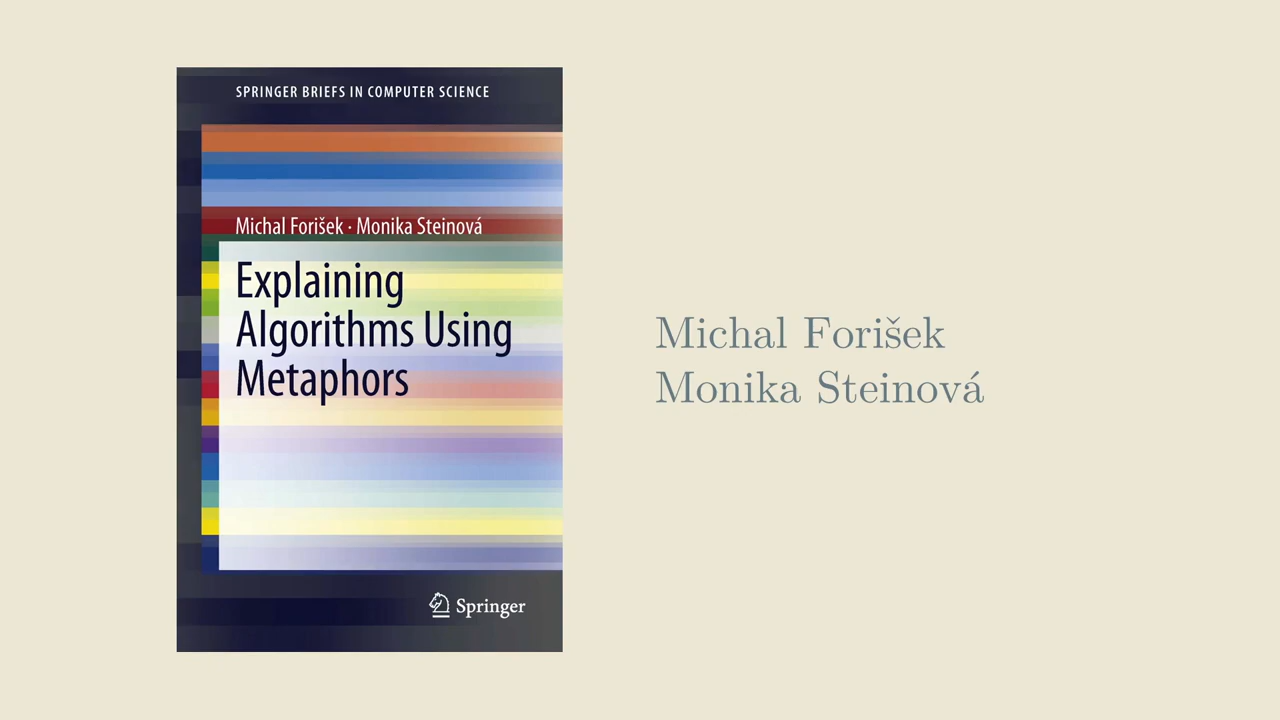 SPRINGER BRIEFS IN COMPUTER SCIENCE
Michal Forišek · Monika Steinová
Explaining
Algorithms Using
Metaphors
Springer
Michal Forišek
Monika Steinová